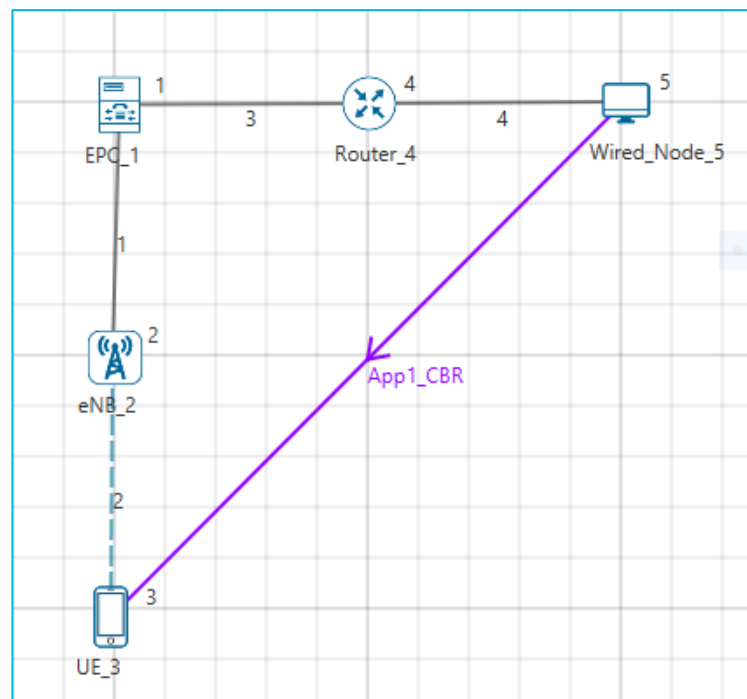 1
4
5
3
4
EPC_1
Router_4
Wired_Node_5
1
2
App1_CBR
eNB_2
2
3
UE_3